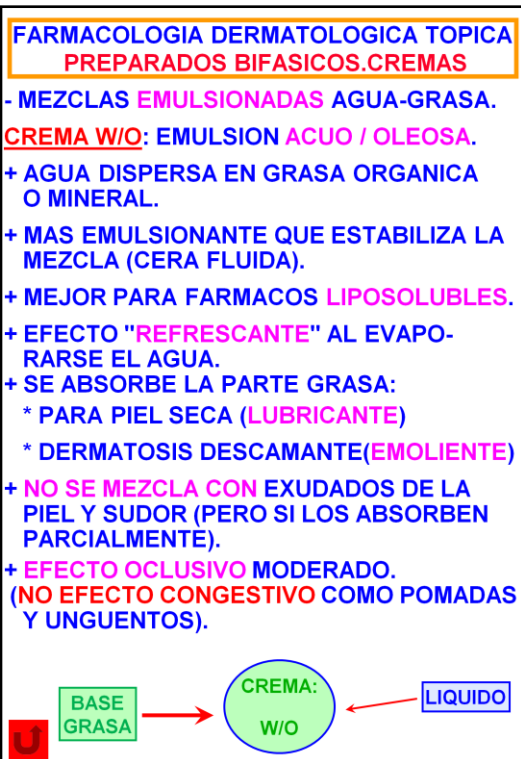 FARMACOLOGIA DERMATOLOGICA TOPICA
PREPARADOS BIFASICOS.CREMAS
- MEZCLAS EMULSIONADAS AGUA-GRASA.
CREMA W/O: EMULSION ACUO / OLEOSA.
+ AGUA DISPERSA EN GRASA ORGANICA
O MINERAL.
+ MAS EMULSIONANTE QUE ESTABILIZA LA
MEZCLA (CERA FLUIDA).
+ MEJOR PARA FARMACOS LIPOSOLUBLES.
+ EFECTO "REFRESCANTE" AL EVAPO-
RARSE EL AGUA.
+ SE ABSORBE LA PARTE GRASA:
* PARA PIEL SECA (LUBRICANTE)
* DERMATOSIS DESCAMANTE(EMOLIENTE)
+ NO SE MEZCLA CON EXUDADOS DE LA
PIEL Y SUDOR (PERO SI LOS ABSORBEN
PARCIALMENTE).
+ EFECTO OCLUSIVO MODERADO.
(NO EFECTO CONGESTIVO COMO POMADAS
Y UNGUENTOS).
BASE
GRASA
CREMA:
W/O
LIQUIDO